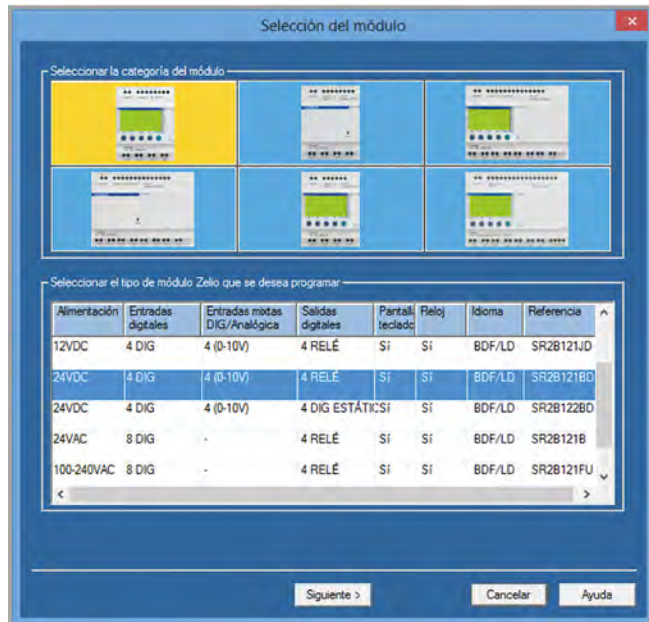 Selección del módulo
Seleccionar la categoría del módulo
Seleccionar el tipo de módulo Zelio que se desea programar
Alimentación Entradas digitales Entradas mixtas DIG/Analógica Salidas digitales Pantall teclado Reloj Idioma Referencia
12VDC 4 DIG 4 (0-10V) 4 RELÉ Sí Sí BDF/LD SR2B121JD
24VDC 4 DIG 4 (0-10V) 4 RELÉ Sí Sí BDF/LD SR2B121BD
24VDC 4 DIG 4 (0-10V) 4 DIG ESTÁTIC Sí Sí BDF/LD SR2B122BD
24VAC 8 DIG - 4 RELÉ Sí Sí BDF/LD SR2B121B
100-240VAC 8 DIG - 4 RELÉ Sí Sí BDF/LD SR2B121FU
Siguiente > Cancelar Ayuda